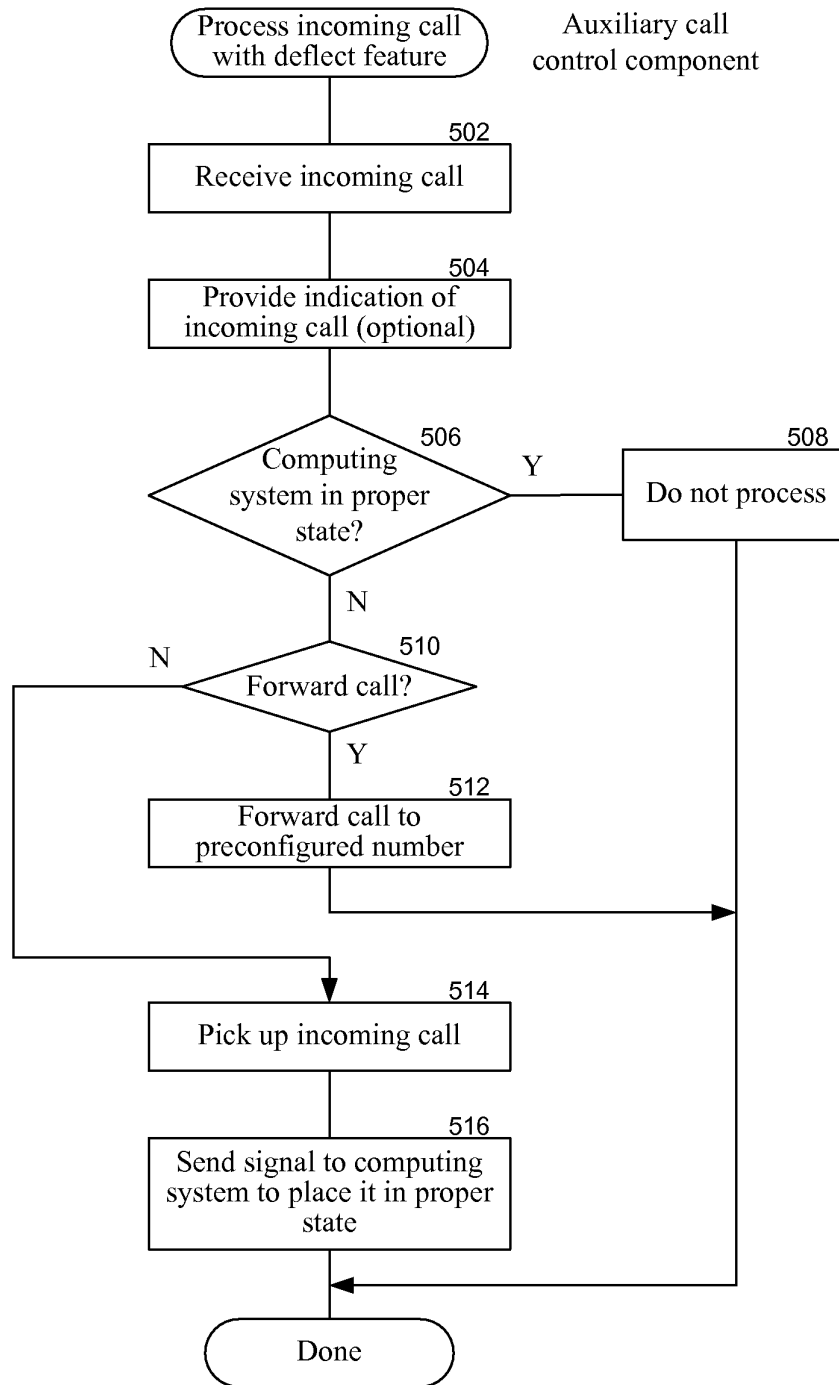 Process incoming call
with deflect feature
Auxiliary call
control component
502
Receive incoming call
504
Provide indication of
incoming call (optional)
506
Computing
system in proper
state?
Y
508
Do not process
N
510
Forward call?
N
Y
512
Forward call to
preconfigured number
514
Pick up incoming call
516
Send signal to computing
system to place it in proper
state
Done